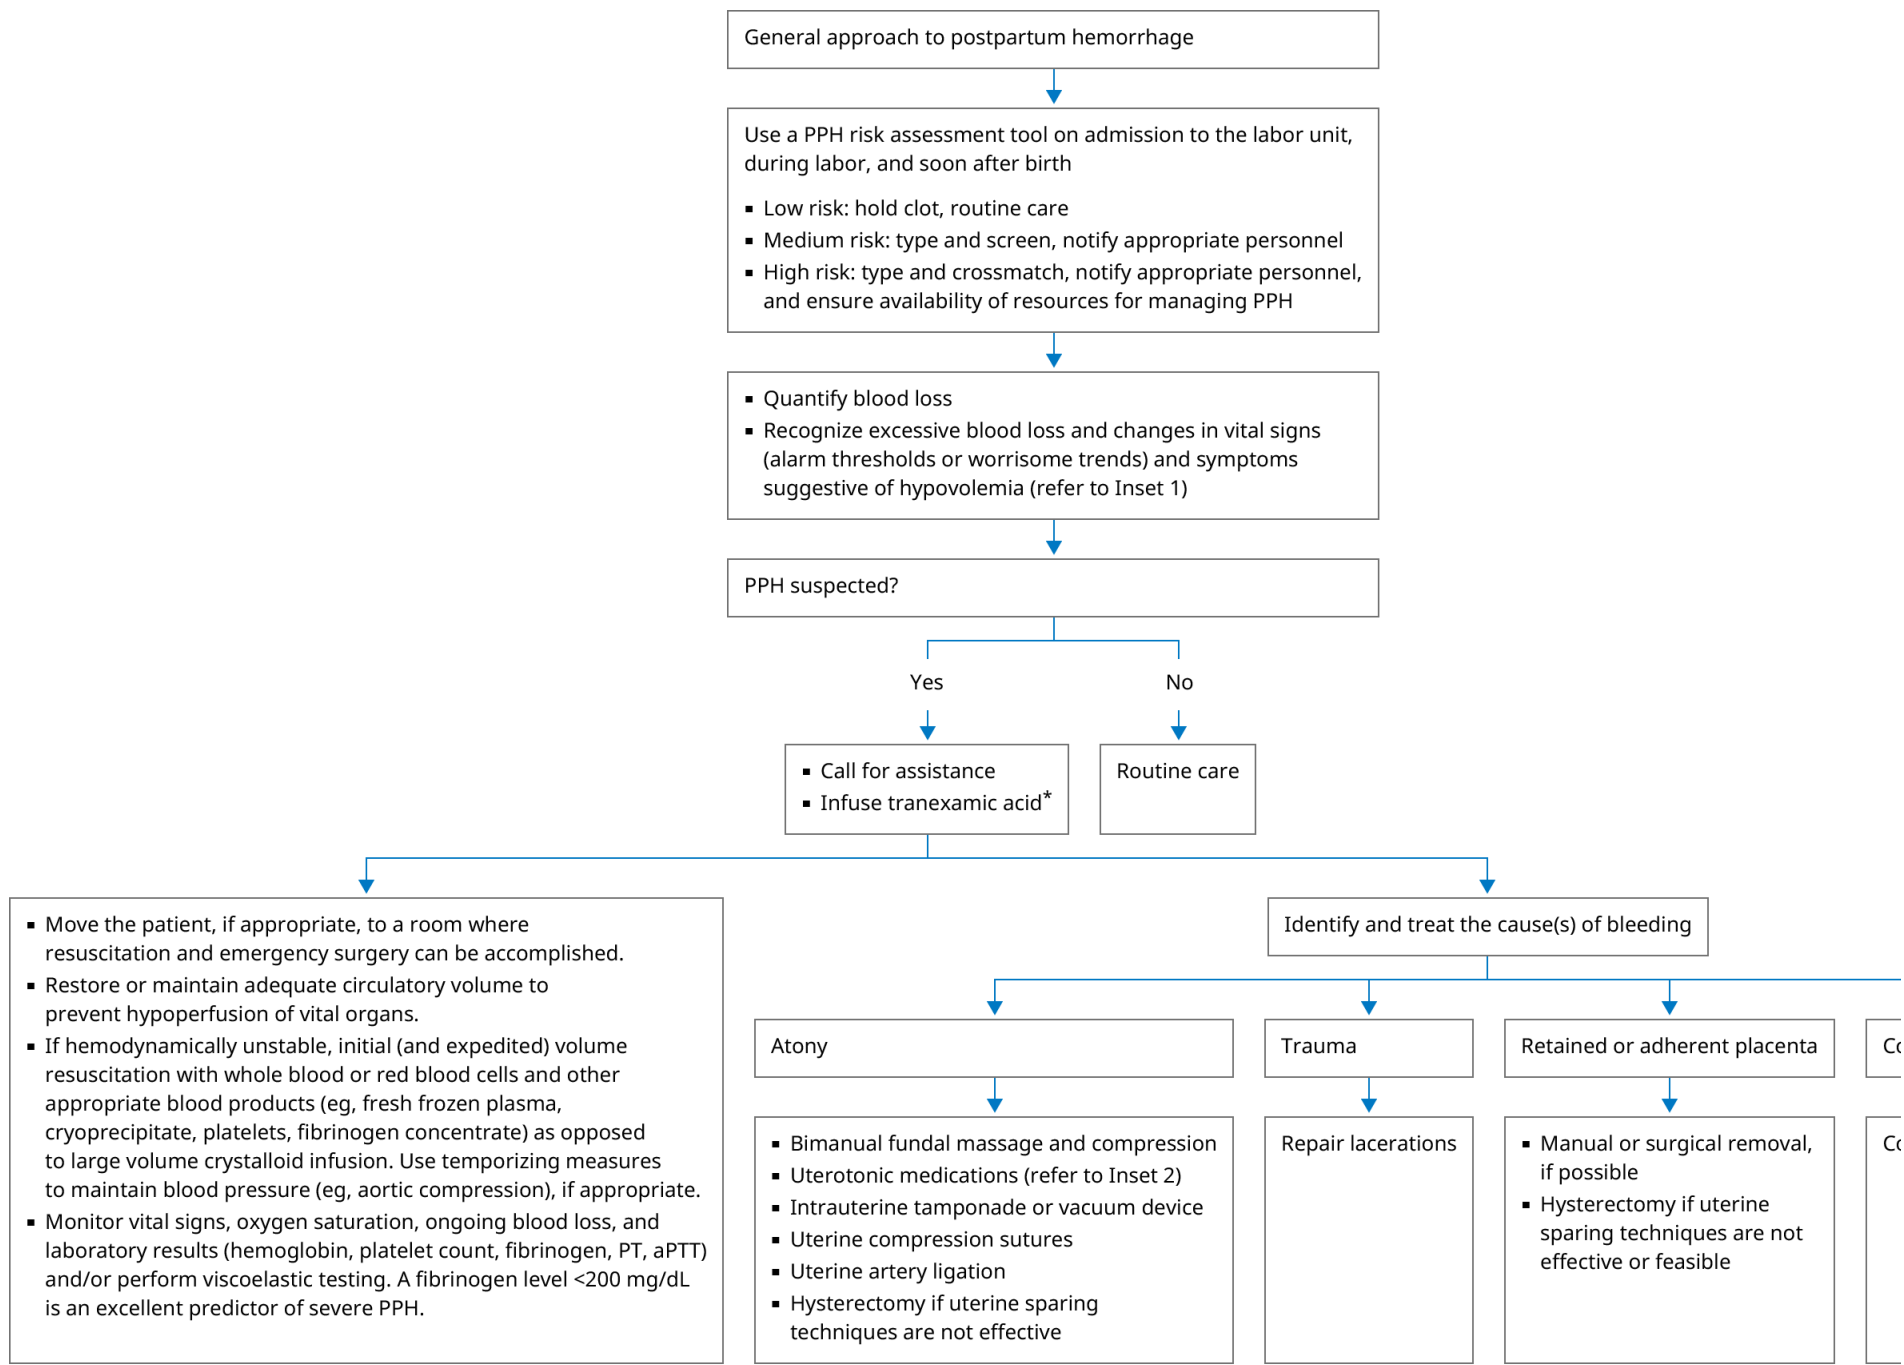 General approach to postpartum hemorrhage
Use a PPH risk assessment tool on admission to the labor unit,
during labor, and soon after birth
▪ Low risk: hold clot, routine care
▪ Medium risk: type and screen, notify appropriate personnel
▪ High risk: type and crossmatch, notify appropriate personnel,
and ensure availability of resources for managing PPH
▪ Quantify blood loss
▪ Recognize excessive blood loss and changes in vital signs
(alarm thresholds or worrisome trends) and symptoms
suggestive of hypovolemia (refer to Inset 1)
PPH suspected?
Yes
No
▪ Call for assistance
▪ Infuse tranexamic acid*
Routine care
▪ Move the patient, if appropriate, to a room where
resuscitation and emergency surgery can be accomplished.
▪ Restore or maintain adequate circulatory volume to
prevent hypoperfusion of vital organs.
▪ If hemodynamically unstable, initial (and expedited) volume
resuscitation with whole blood or red blood cells and other
appropriate blood products (eg, fresh frozen plasma,
cryoprecipitate, platelets, fibrinogen concentrate) as opposed
to large volume crystalloid infusion. Use temporizing measures
to maintain blood pressure (eg, aortic compression), if appropriate.
▪ Monitor vital signs, oxygen saturation, ongoing blood loss, and
laboratory results (hemoglobin, platelet count, fibrinogen, PT, aPTT)
and/or perform viscoelastic testing. A fibrinogen level <200 mg/dL
is an excellent predictor of severe PPH.
Identify and treat the cause(s) of bleeding
Atony
▪ Bimanual fundal massage and compression
▪ Uterotonic medications (refer to Inset 2)
▪ Intrauterine tamponade or vacuum device
▪ Uterine compression sutures
▪ Uterine artery ligation
▪ Hysterectomy if uterine sparing
techniques are not effective
Trauma
Repair lacerations
Retained or adherent placenta
▪ Manual or surgical removal,
if possible
▪ Hysterectomy if uterine
sparing techniques are not
effective or feasible